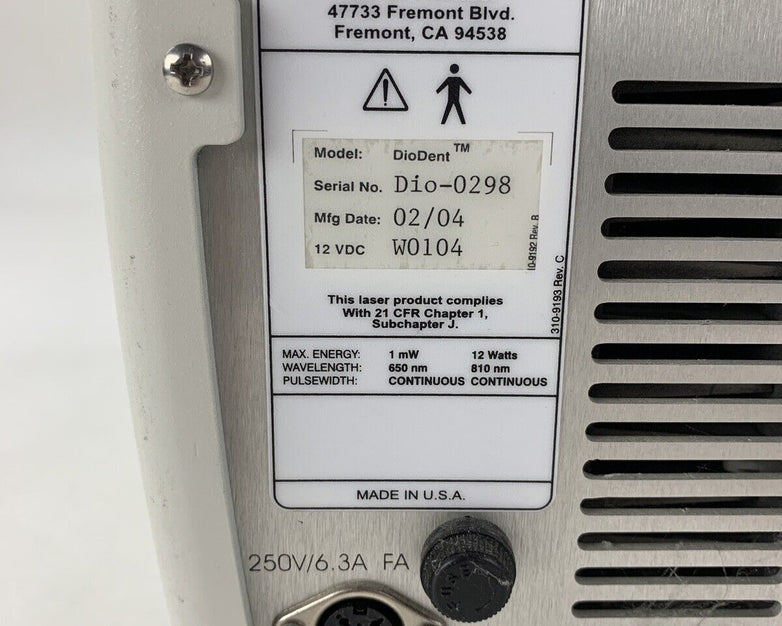 47733 Fremont Blvd.
Fremont, CA 94538
Model: DioDent™
Serial No. Dio-0298
Mfg Date: 02/04
12 VDC W0104
10-9192 Rev. B
310-9193 Rev. C
This laser product complies
With 21 CFR Chapter 1,
Subchapter J.
MAX. ENERGY: 1 mW 12 Watts
WAVELENGTH: 650 nm 810 nm
PULSEWIDTH: CONTINUOUS CONTINUOUS
MADE IN U.S.A.
250V/6.3A FA